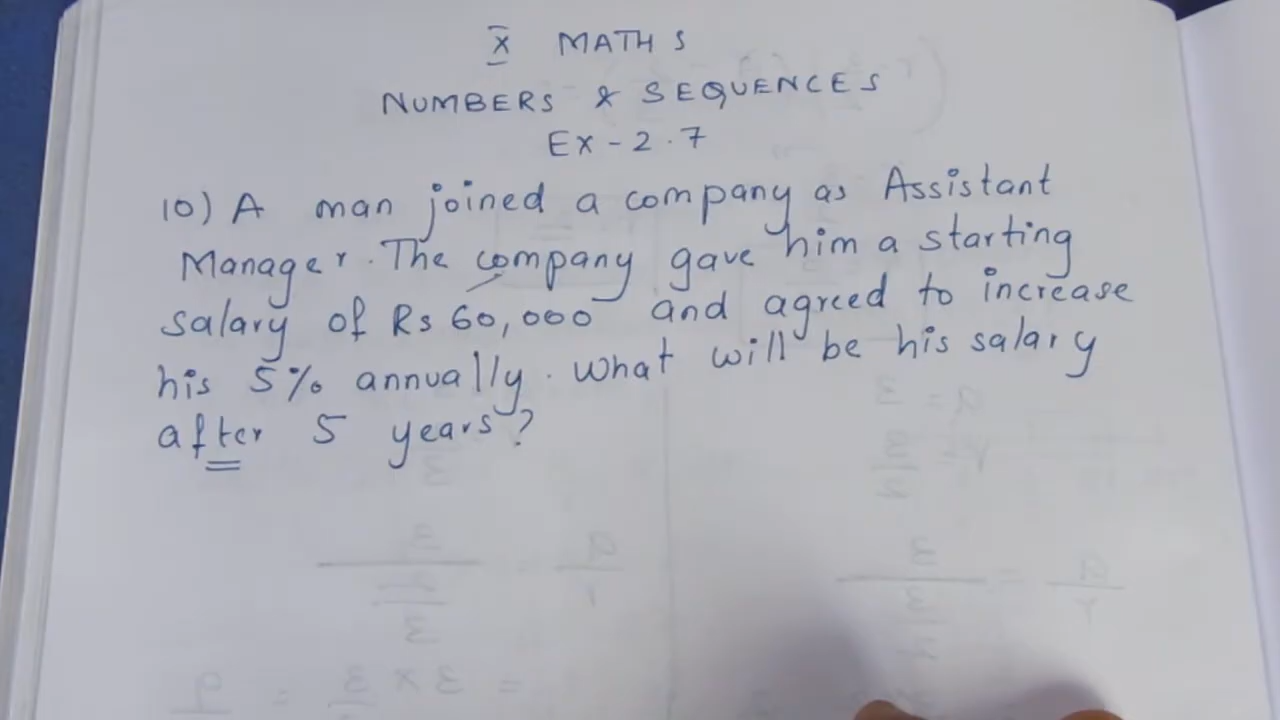 X MATHS
NUMBERS & SEQUENCES
EX - 2.7
10) A man joined a company as Assistant
Manager. The company gave him a starting
salary of Rs 60,000 and agreed to increase
his 5% annually. What will be his salary
after 5 years?